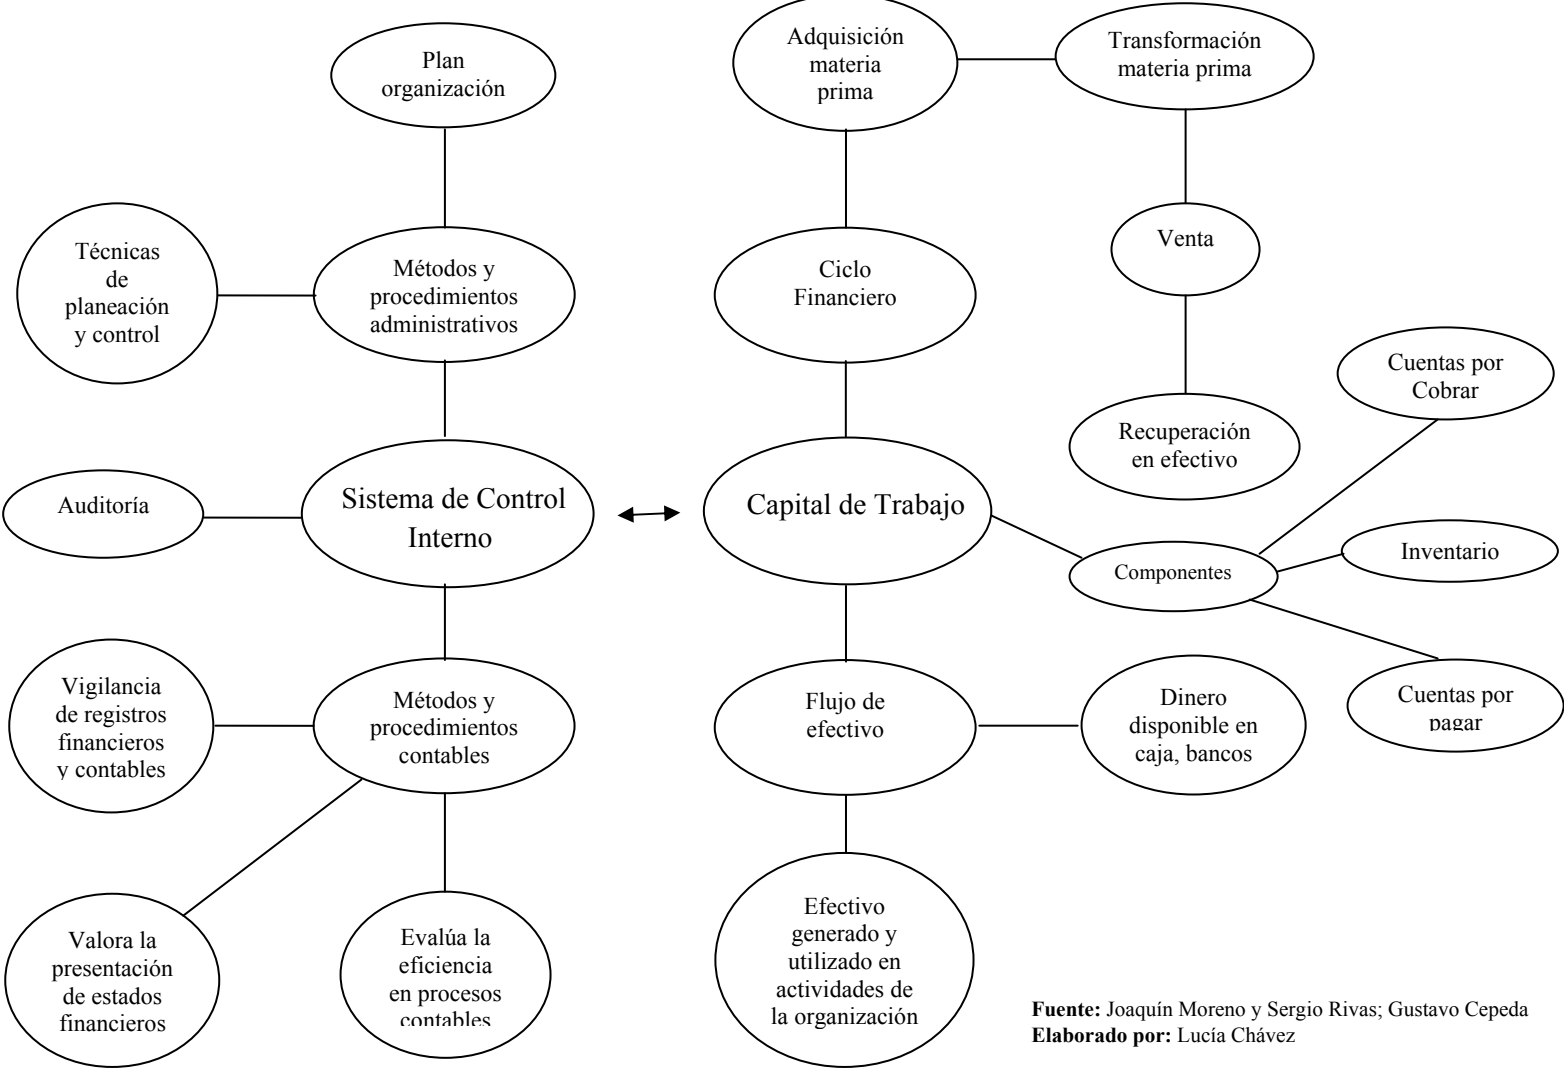 Plan
organización
Técnicas
de
planeación
y control
Métodos y
procedimientos
administrativos
Auditoría
Sistema de Control
Interno
Vigilancia
de registros
financieros
y contables
Métodos y
procedimientos
contables
Valora la
presentación
de estados
financieros
Evalúa la
eficiencia
en procesos
contables
Adquisición
materia
prima
Transformación
materia prima
Venta
Recuperación
en efectivo
Ciclo
Financiero
Capital de Trabajo
Componentes
Cuentas por
Cobrar
Inventario
Cuentas por
pagar
Flujo de
efectivo
Dinero
disponible en
caja, bancos
Efectivo
generado y
utilizado en
actividades de
la organización
Fuente: Joaquín Moreno y Sergio Rivas; Gustavo Cepeda
Elaborado por: Lucía Chávez